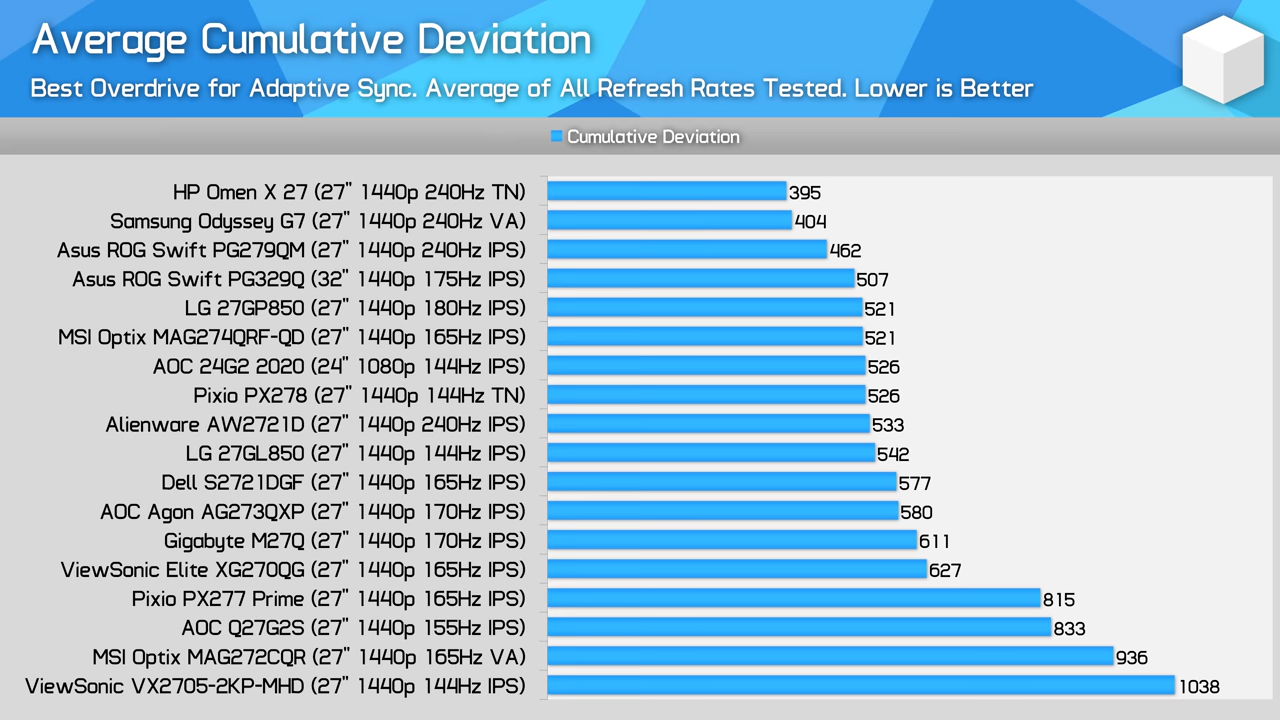 Average Cumulative Deviation
Best Overdrive for Adaptive Sync. Average of All Refresh Rates Tested. Lower is Better
Cumulative Deviation
HP Omen X 27 (27" 1440p 240Hz TN) 395
Samsung Odyssey G7 (27" 1440p 240Hz VA) 404
Asus ROG Swift PG279QM (27" 1440p 240Hz IPS) 462
Asus ROG Swift PG329Q (32" 1440p 175Hz IPS) 507
LG 27GP850 (27" 1440p 180Hz IPS) 521
MSI Optix MAG274QRF-QD (27" 1440p 165Hz IPS) 521
AOC 24G2 2020 (24" 1080p 144Hz IPS) 526
Pixio PX278 (27" 1440p 144Hz TN) 526
Alienware AW2721D (27" 1440p 240Hz IPS) 533
LG 27GL850 (27" 1440p 144Hz IPS) 542
Dell S2721DGF (27" 1440p 165Hz IPS) 577
AOC Agon AG273QXP (27" 1440p 170Hz IPS) 580
Gigabyte M27Q (27" 1440p 170Hz IPS) 611
ViewSonic Elite XG270QG (27" 1440p 165Hz IPS) 627
Pixio PX277 Prime (27" 1440p 165Hz IPS) 815
AOC Q27G2S (27" 1440p 155Hz IPS) 833
MSI Optix MAG272CQR (27" 1440p 165Hz VA) 936
ViewSonic VX2705-2KP-MHD (27" 1440p 144Hz IPS) 1038